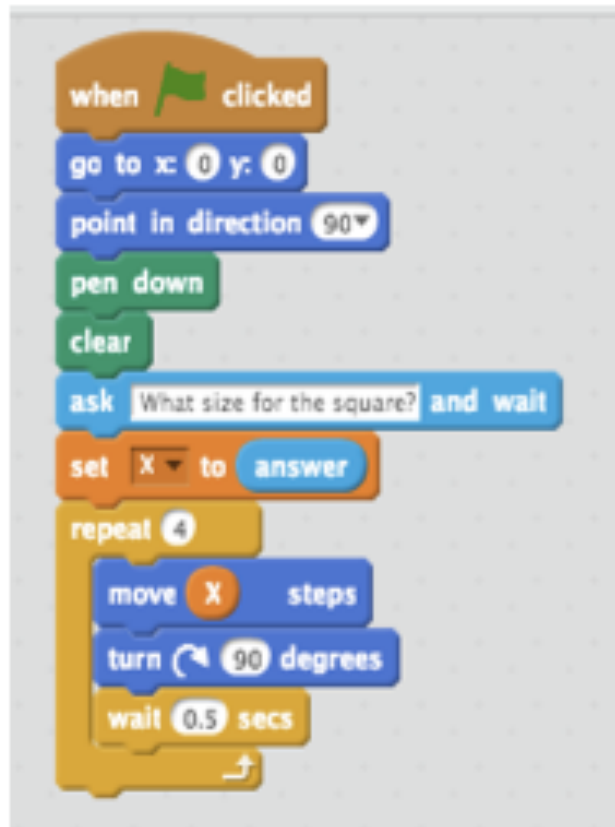 when clicked
go to x: 0 y: 0
point in direction 90
pen down
clear
ask What size for the square? and wait
set X to answer
repeat 4
move X steps
turn 90 degrees
wait 0.5 secs